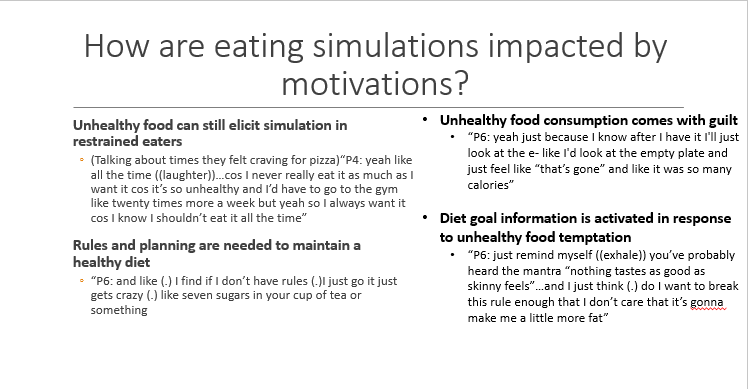 How are eating simulations impacted by
motivations?
Unhealthy food can still elicit simulation in
restrained eaters
(Talking about times they felt craving for pizza)“P4: yeah like
all the time ((laughter))...cos I never really eat it as much as I
want it cos it’s so unhealthy and I’d have to go to the gym
like twenty times more a week but yeah so I always want it
cos I know I shouldn’t eat it all the time”
Rules and planning are needed to maintain a
healthy diet
“P6: and like (.) I find if I don’t have rules (.)I just go it just
gets crazy (.) like seven sugars in your cup of tea or
something
• Unhealthy food consumption comes with guilt
• “P6: yeah just because I know after I have it I'll just
look at the e- like I'd look at the empty plate and
just feel like “that’s gone” and like it was so many
calories”
• Diet goal information is activated in response
to unhealthy food temptation
• “P6: just remind myself ((exhale)) you’ve probably
heard the mantra “nothing tastes as good as
skinny feels”...and I just think (.) do I want to break
this rule enough that I don’t care that it’s gonna
make me a little more fat”